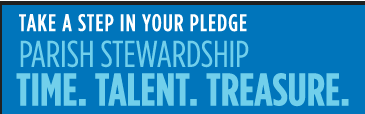 TAKE A STEP IN YOUR PLEDGE
PARISH STEWARDSHIP
TIME. TALENT. TREASURE.